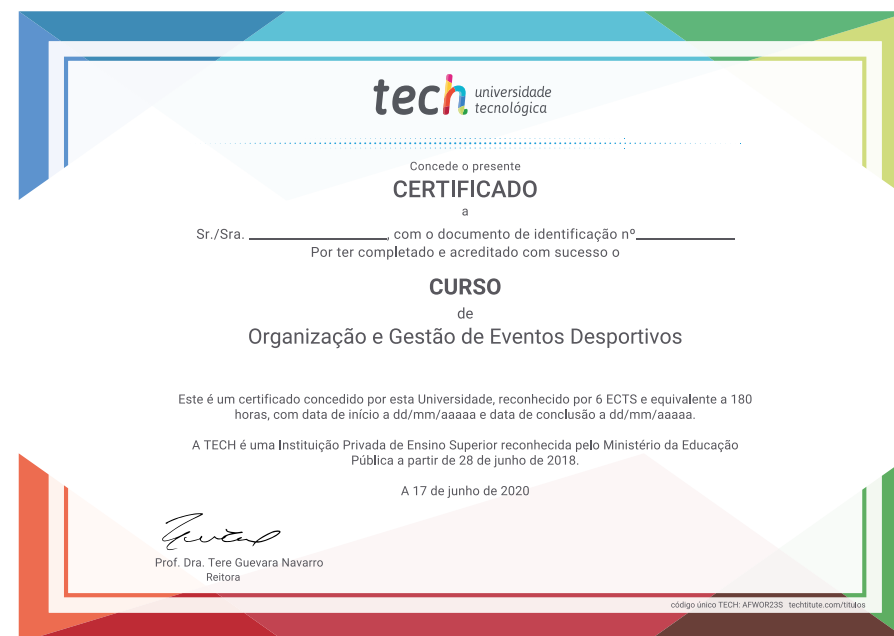 tech universidade
tecnológica
Concede o presente
CERTIFICADO
a
Sr./Sra. ________________, com o documento de identificação nº____________
Por ter completado e acreditado com sucesso o
CURSO
de
Organização e Gestão de Eventos Desportivos
Este é um certificado concedido por esta Universidade, reconhecido por 6 ECTS e equivalente a 180
horas, com data de início a dd/mm/aaaaa e data de conclusão a dd/mm/aaaaa.
A TECH é uma Instituição Privada de Ensino Superior reconhecida pelo Ministério da Educação
Pública a partir de 28 de junho de 2018.
A 17 de junho de 2020
Prof. Dra. Tere Guevara Navarro
Reitora
código único TECH: AFWOR23S techtitute.com/titulos